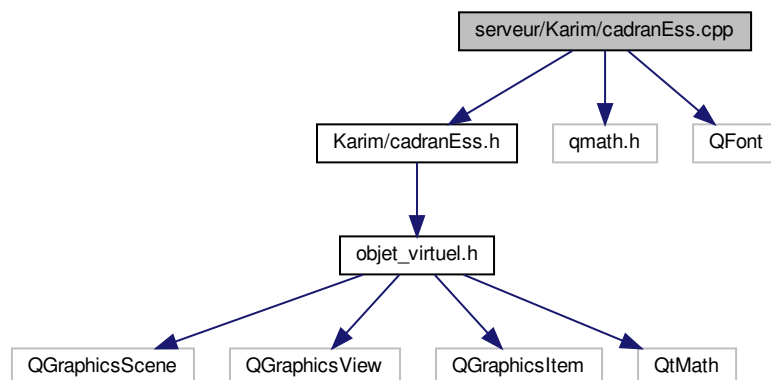 serveur/Karim/cadranEss.cpp
Karim/cadranEss.h
qmath.h
QFont
objet_virtuel.h
QGraphicsScene
QGraphicsView
QGraphicsItem
QtMath